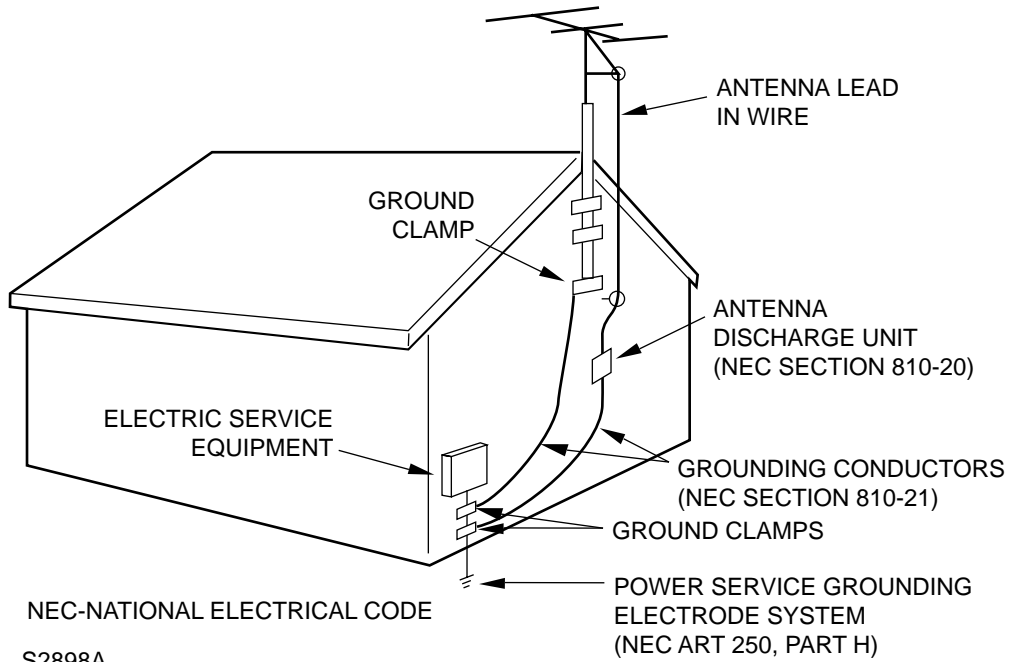 ANTENNA LEAD
IN WIRE
GROUND
CLAMP
ANTENNA
DISCHARGE UNIT
(NEC SECTION 810-20)
ELECTRIC SERVICE
EQUIPMENT
GROUNDING CONDUCTORS
(NEC SECTION 810-21)
GROUND CLAMPS
POWER SERVICE GROUNDING
ELECTRODE SYSTEM
(NEC ART 250, PART H)
NEC-NATIONAL ELECTRICAL CODE
S2898A